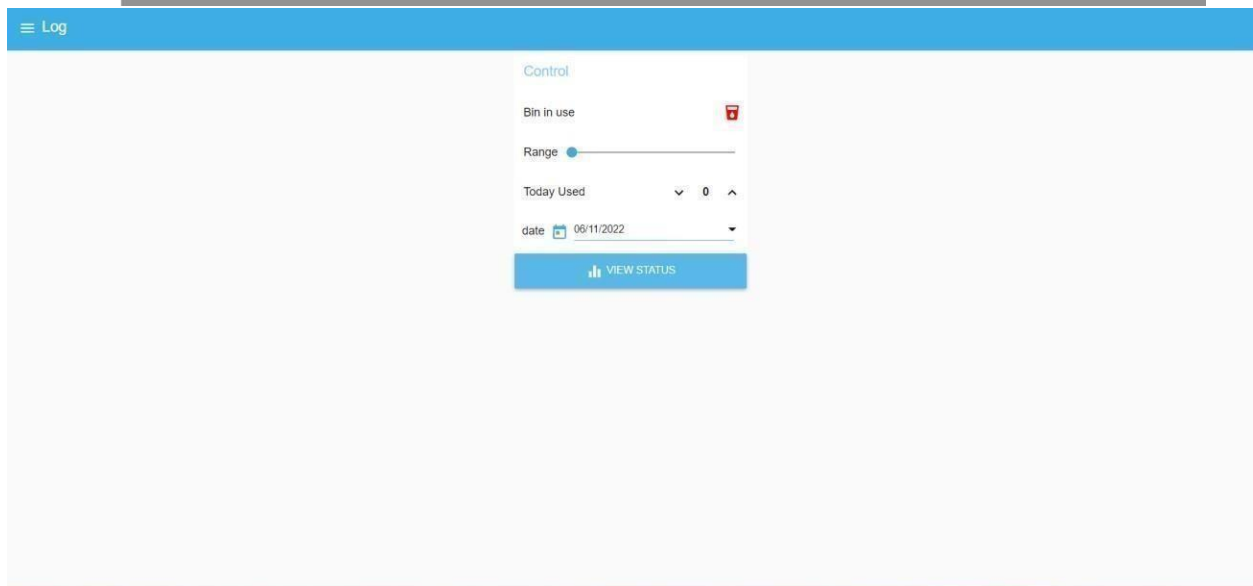 Log
Control
Bin in use
Range
Today Used 0
date 06/11/2022
VIEW STATUS